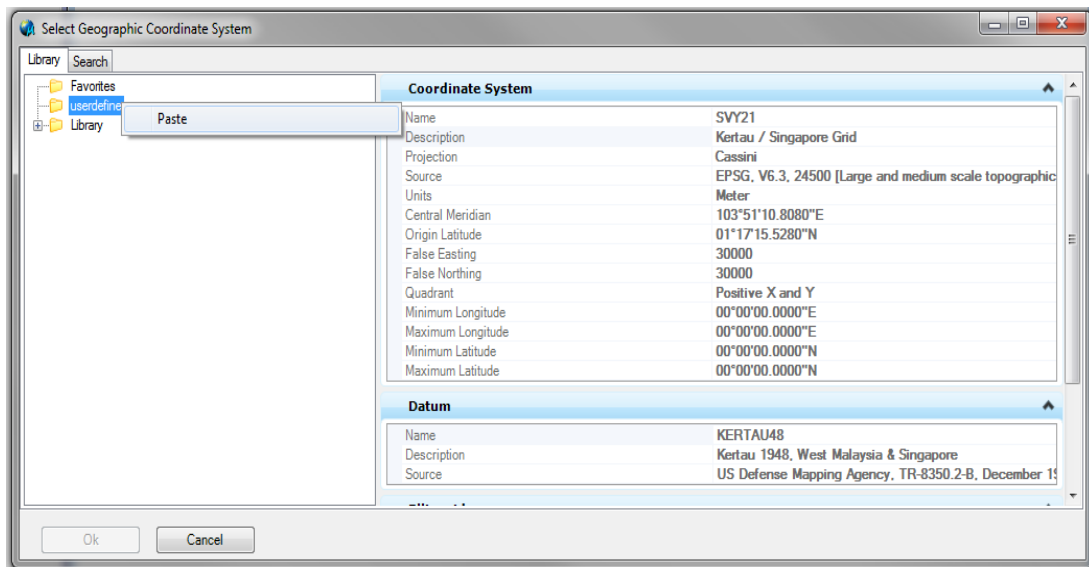 Select Geographic Coordinate System
Library Search
Favorites
userdefine
Library
Paste
Coordinate System
Name SVY21
Description Kertau / Singapore Grid
Projection Cassini
Source EPSG, V6.3, 24500 [Large and medium scale topographic
Units Meter
Central Meridian 103°51'10.8080"E
Origin Latitude 01°17'15.5280"N
False Easting 30000
False Northing 30000
Quadrant Positive X and Y
Minimum Longitude 00°00'00.0000"E
Maximum Longitude 00°00'00.0000"E
Minimum Latitude 00°00'00.0000"N
Maximum Latitude 00°00'00.0000"N
Datum
Name KERTAU48
Description Kertau 1948, West Malaysia & Singapore
Source US Defense Mapping Agency, TR-8350.2-B, December
Ok Cancel